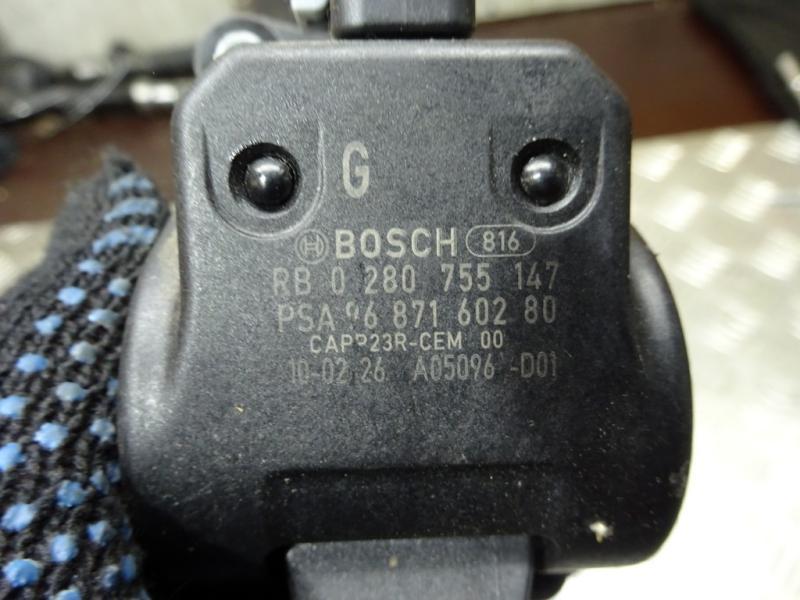 G
BOSCH 816
RB 0 280 755 147
PSA 96 871 602 80
CAPP23R-CEM 00
10-02 26 A05096 -D01